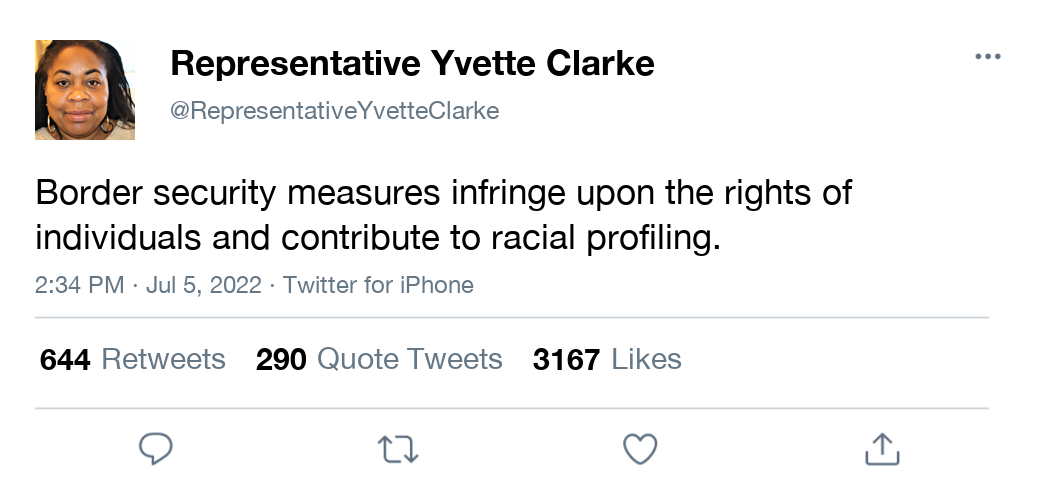 Representative Yvette Clarke
@RepresentativeYvetteClarke
Border security measures infringe upon the rights of
individuals and contribute to racial profiling.
2:34 PM · Jul 5, 2022 · Twitter for iPhone
644 Retweets 290 Quote Tweets 3167 Likes